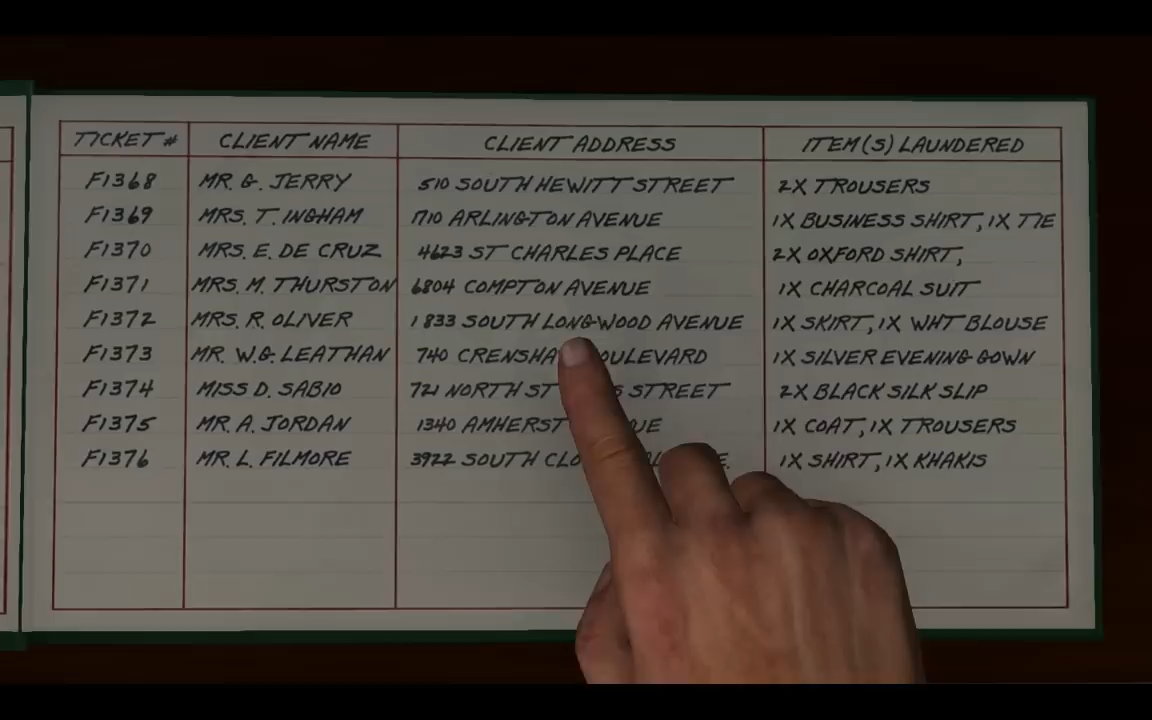 TICKET # CLIENT NAME CLIENT ADDRESS ITEM(S) LAUNDERED
F1368 MR. G. JERRY 510 SOUTH HEWITT STREET 2X TROUSERS
F1369 MRS. T. INGHAM 1710 ARLINGTON AVENUE 1X BUSINESS SHIRT, 1X TIE
F1370 MRS. E. DE CRUZ 4623 ST CHARLES PLACE 2X OXFORD SHIRT,
F1371 MRS. M. THURSTON 6804 COMPTON AVENUE 1X CHARCOAL SUIT
F1372 MRS. R. OLIVER 1833 SOUTH LONGWOOD AVENUE 1X SKIRT, 1X WHT BLOUSE
F1373 MR. W.G. LEATHAN 740 1X SILVER EVENING GOWN
F1374 MISS D. SABIO 721 NORTH STREET 2X BLACK SILK SLIP
F1375 MR. A. JORDAN 1340 AMHERST 1X COAT, 1X TROUSERS
F1376 MR. L. FILMORE 3922 SOUTH 1X SHIRT, 1X KHAKIS